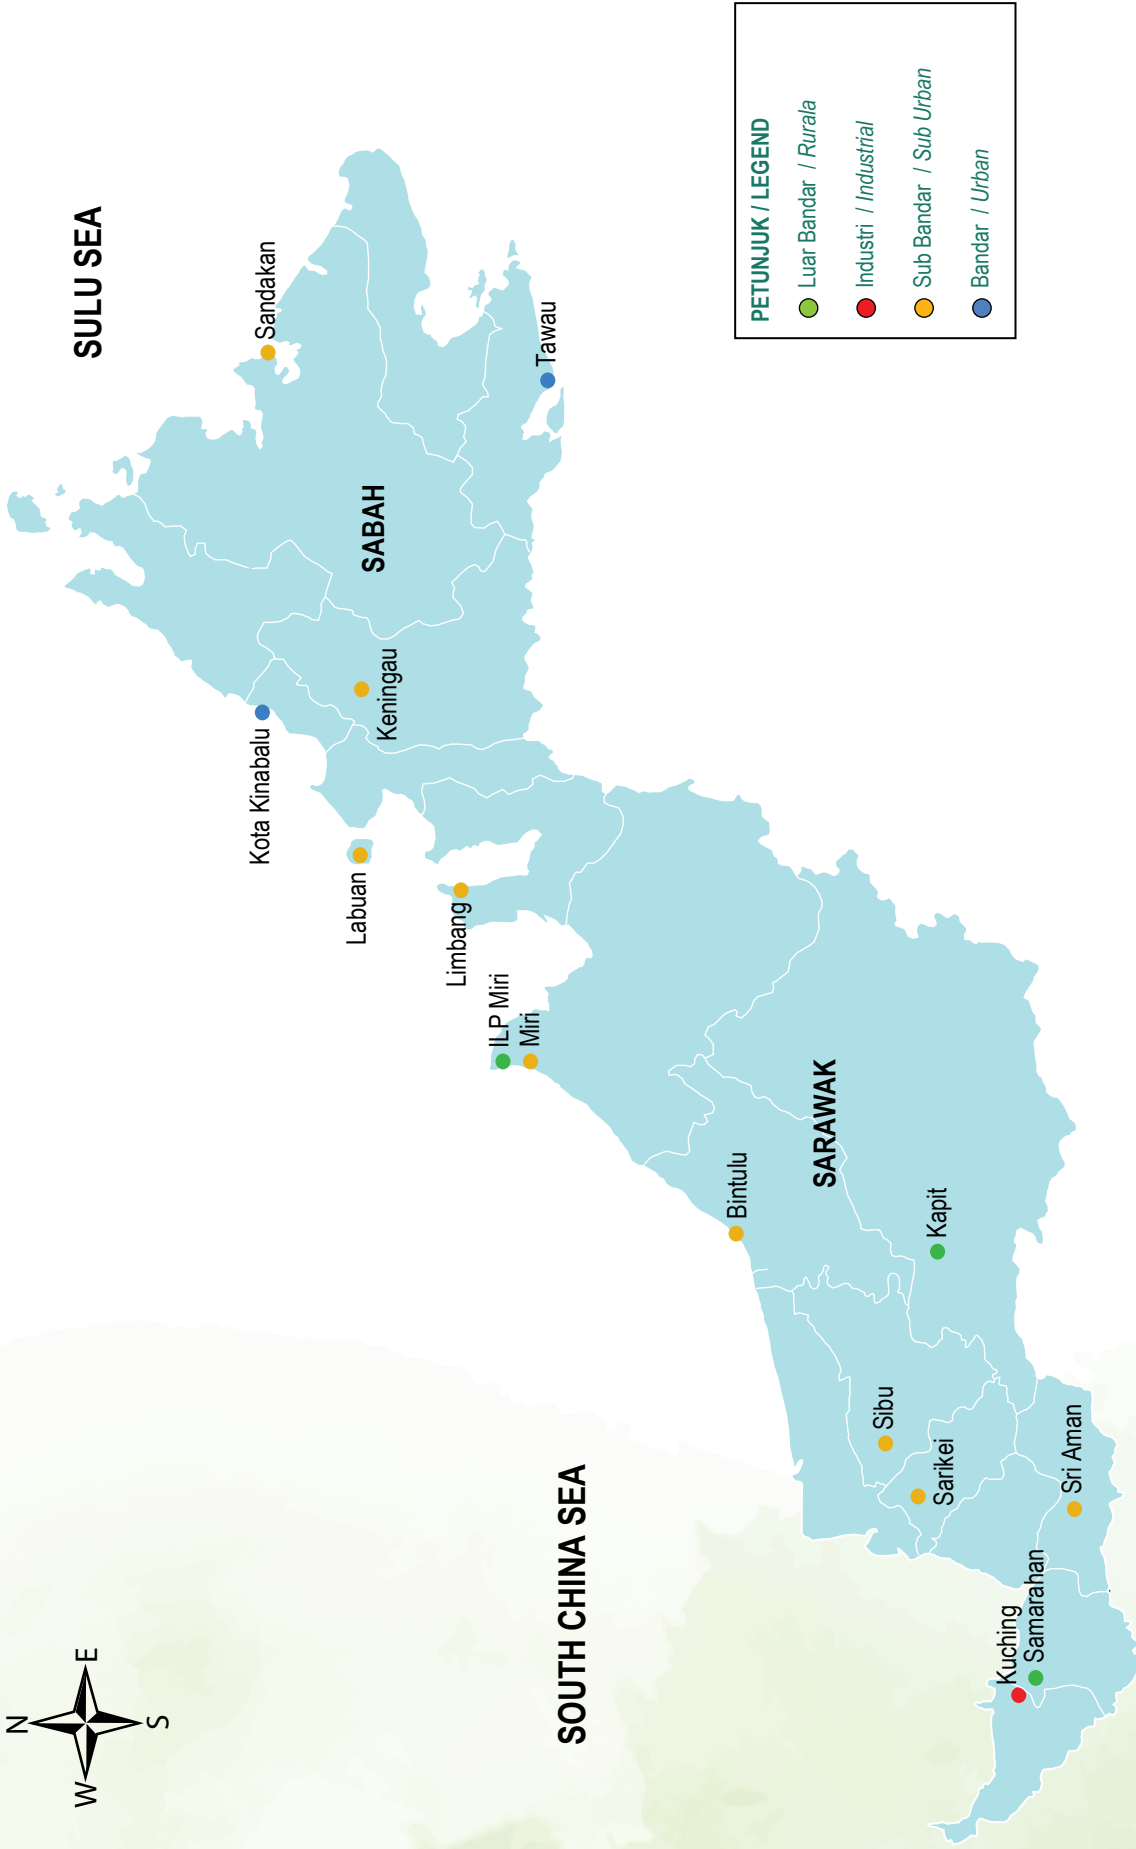 N
W
E
S
SULU SEA
Sandakan
Tawau
SABAH
Kota Kinabalu
Keningau
Labuan
Limbang
ILP Miri
Miri
SOUTH CHINA SEA
Bintulu
SARAWAK
Kapit
Sibu
Sarikei
Sri Aman
Kuching
Samarahan
PETUNJUK / LEGEND
Luar Bandar / Rurala
Industri / Industrial
Sub Bandar / Sub Urban
Bandar / Urban